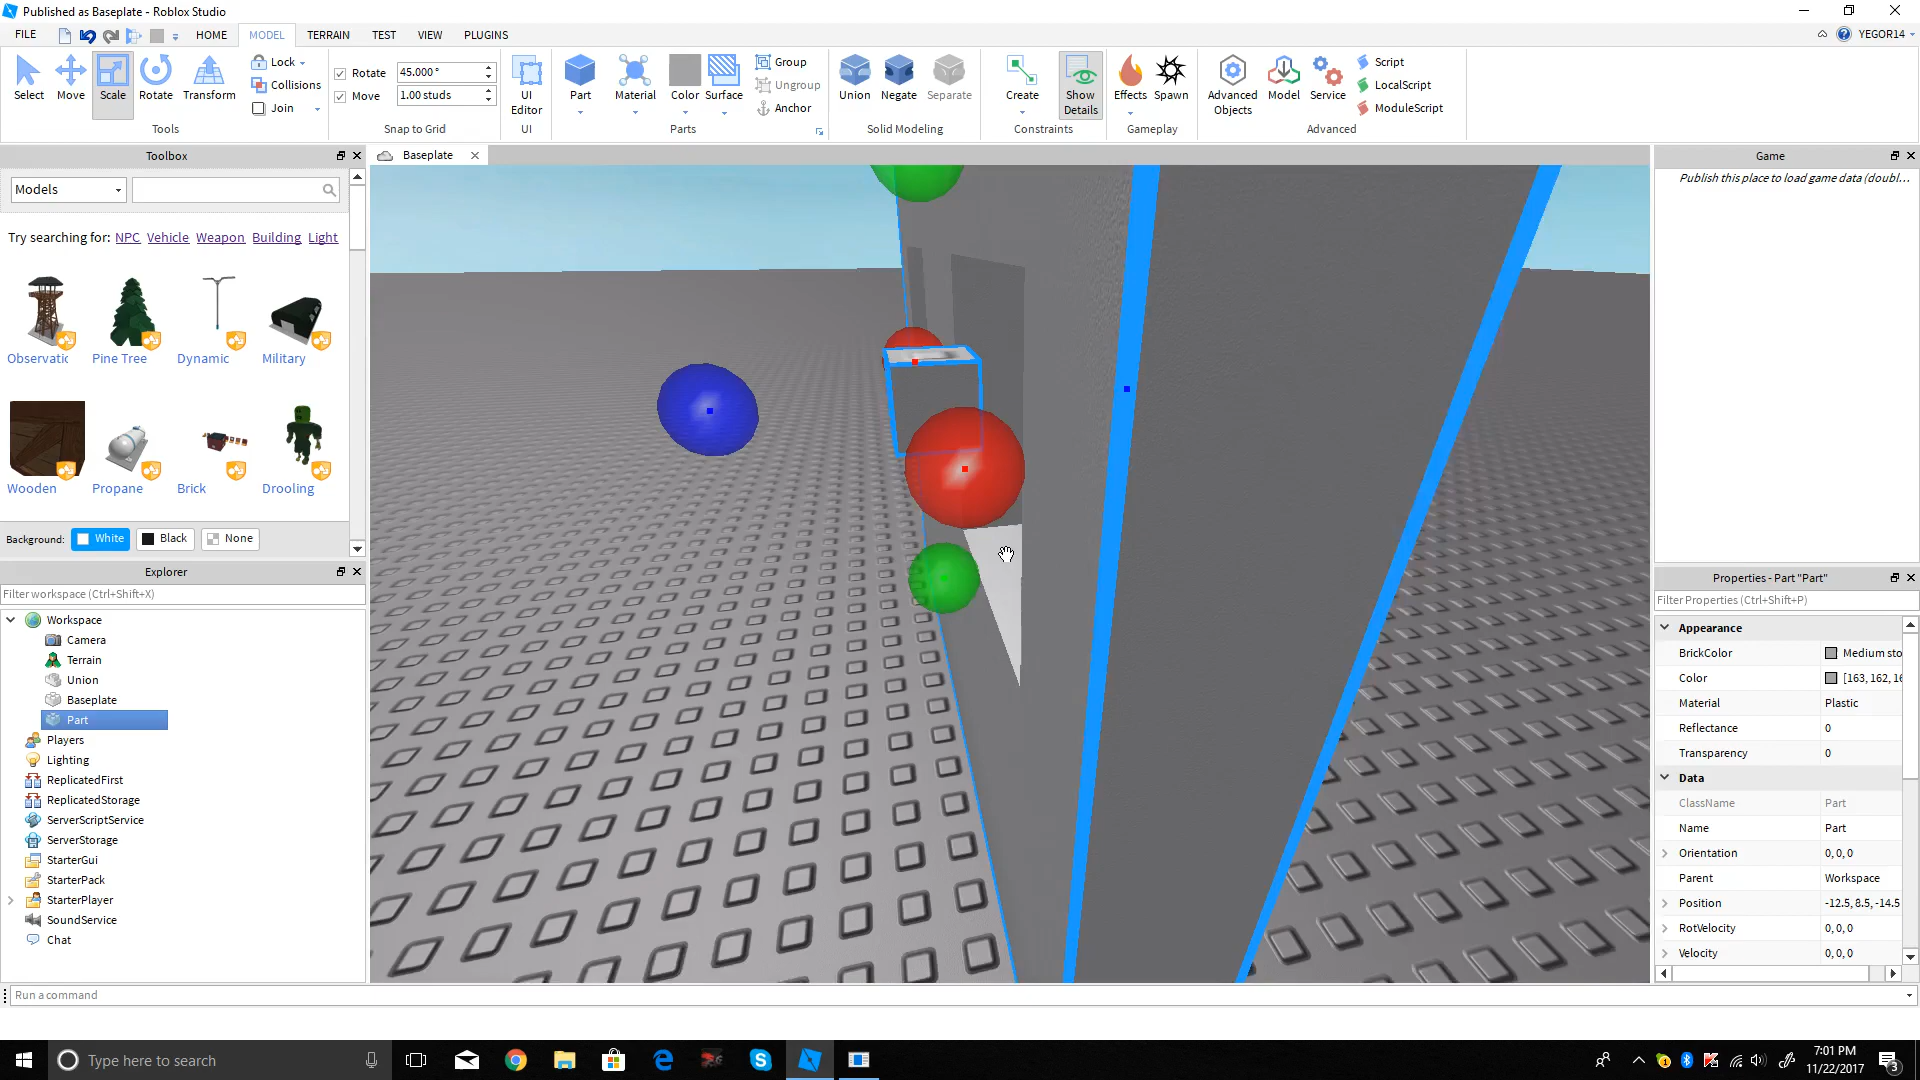 Published as Baseplate - Roblox Studio
FILE HOME MODEL TERRAIN TEST VIEW PLUGINS YEGOR14
Select Move Scale Rotate Transform
Lock
Collisions
Join
Tools
Rotate 45.000°
Move 1.00 studs
Snap to Grid
UI Editor
UI
Part Material Color Surface
Group
Ungroup
Anchor
Parts
Union Negate Separate
Solid Modeling
Create Show Details
Constraints
Effects Spawn
Gameplay
Advanced Objects Model Service
Script
LocalScript
ModuleScript
Advanced
Toolbox
Models
Try searching for: NPC Vehicle Weapon Building Light
Observatic Pine Tree Dynamic Military
Wooden Propane Brick Drooling
Background: White Black None
Explorer
Filter workspace (Ctrl+Shift+X)
Workspace
Camera
Terrain
Union
Baseplate
Part
Players
Lighting
ReplicatedFirst
ReplicatedStorage
ServerScriptService
ServerStorage
StarterGui
StarterPack
StarterPlayer
SoundService
Chat
Baseplate
Game
Publish this place to load game data (doubl...
Properties - Part "Part"
Filter Properties (Ctrl+Shift+P)
Appearance
BrickColor Medium sto
Color [163, 162, 16
Material Plastic
Reflectance 0
Transparency 0
Data
ClassName Part
Name Part
Orientation 0, 0, 0
Parent Workspace
Position -12.5, 8.5, -14.5
RotVelocity 0, 0, 0
Velocity 0, 0, 0
Run a command
Type here to search
7:01 PM
11/22/2017
3